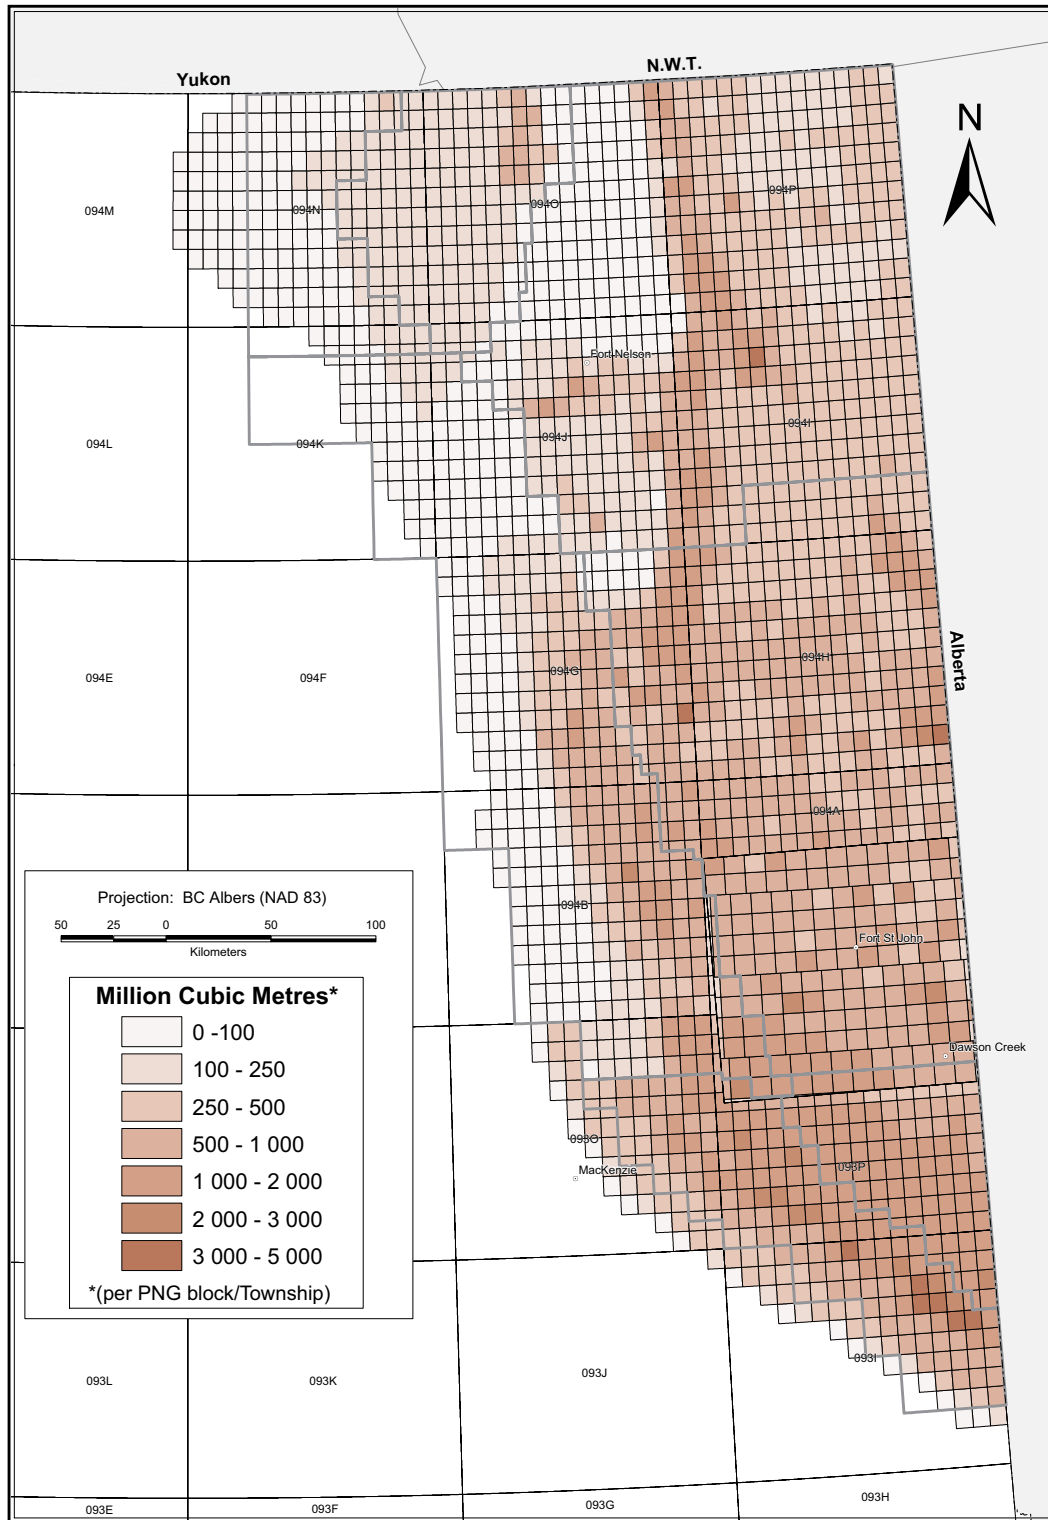 Yukon
N.W.T.
N
094P
094M
094N
094O
Fort Nelson
094I
094J
094L
094K
Alberta
094H
094G
094E
094F
094A
094B
Fort St John
Dawson Creek
Projection: BC Albers (NAD 83)
50 25 0 50 100
Kilometers
Million Cubic Metres*
0 -100
100 - 250
250 - 500
500 - 1 000
1 000 - 2 000
2 000 - 3 000
3 000 - 5 000
*(per PNG block/Township)
093O
093P
MacKenzie
093I
093J
093L
093K
093H
093G
093E
093F